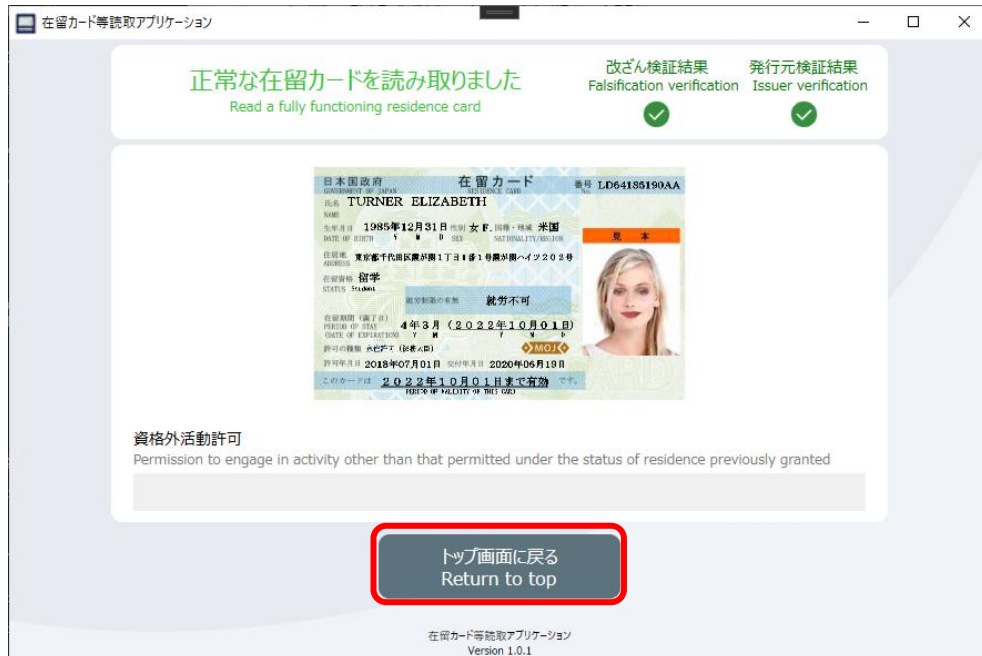 在留カード等読取アプリケーション
正常な在留カードを読み取りました
Read a fully functioning residence card
改ざん検証結果
Falsification verification
発行元検証結果
Issuer verification
日本国政府 在留カード 番号 LD64185190AA
GOVERNMENT OF JAPAN RESIDENCE CARD No.
氏名 TURNER ELIZABETH
NAME
生年月日 1985年12月31日 性別 女 F. 国籍・地域 米国
DATE OF BIRTH Y M D SEX NATIONALITY/REGION
見 本
住居地 東京都千代田区霞が関1丁目1番1号霞が関ハイツ202号
ADDRESS
在留資格 留学
STATUS Student
就労制限の有無 就労不可
在留期間(満了日) 4年3月(2022年10月01日)
PERIOD OF STAY
(DATE OF EXPIRATION) Y M Y M D
MOJ
許可の種類
許可年月日 2018年07月01日 交付年月日 2020年06月19日
このカードは 2022年10月01日まで有効 です。
PERIOD OF VALIDITY OF THIS CARD
資格外活動許可
Permission to engage in activity other than that permitted under the status of residence previously granted
トップ画面に戻る
Return to top
在留カード等読取アプリケーション
Version 1.0.1